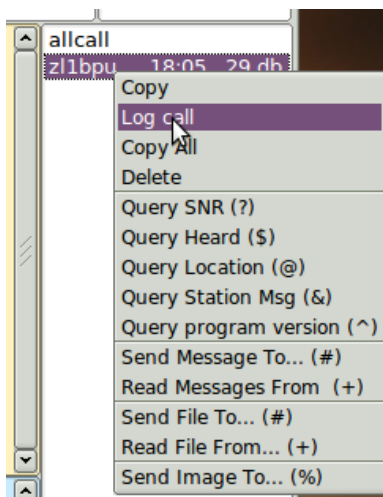 allcall
zl1bpu 18:05 29 db
Copy
Log call
Copy All
Delete
Query SNR (?)
Query Heard ($)
Query Location (@)
Query Station Msg (&)
Query program version (^)
Send Message To... (#)
Read Messages From (+)
Send File To... (#)
Read File From... (+)
Send Image To... (%)